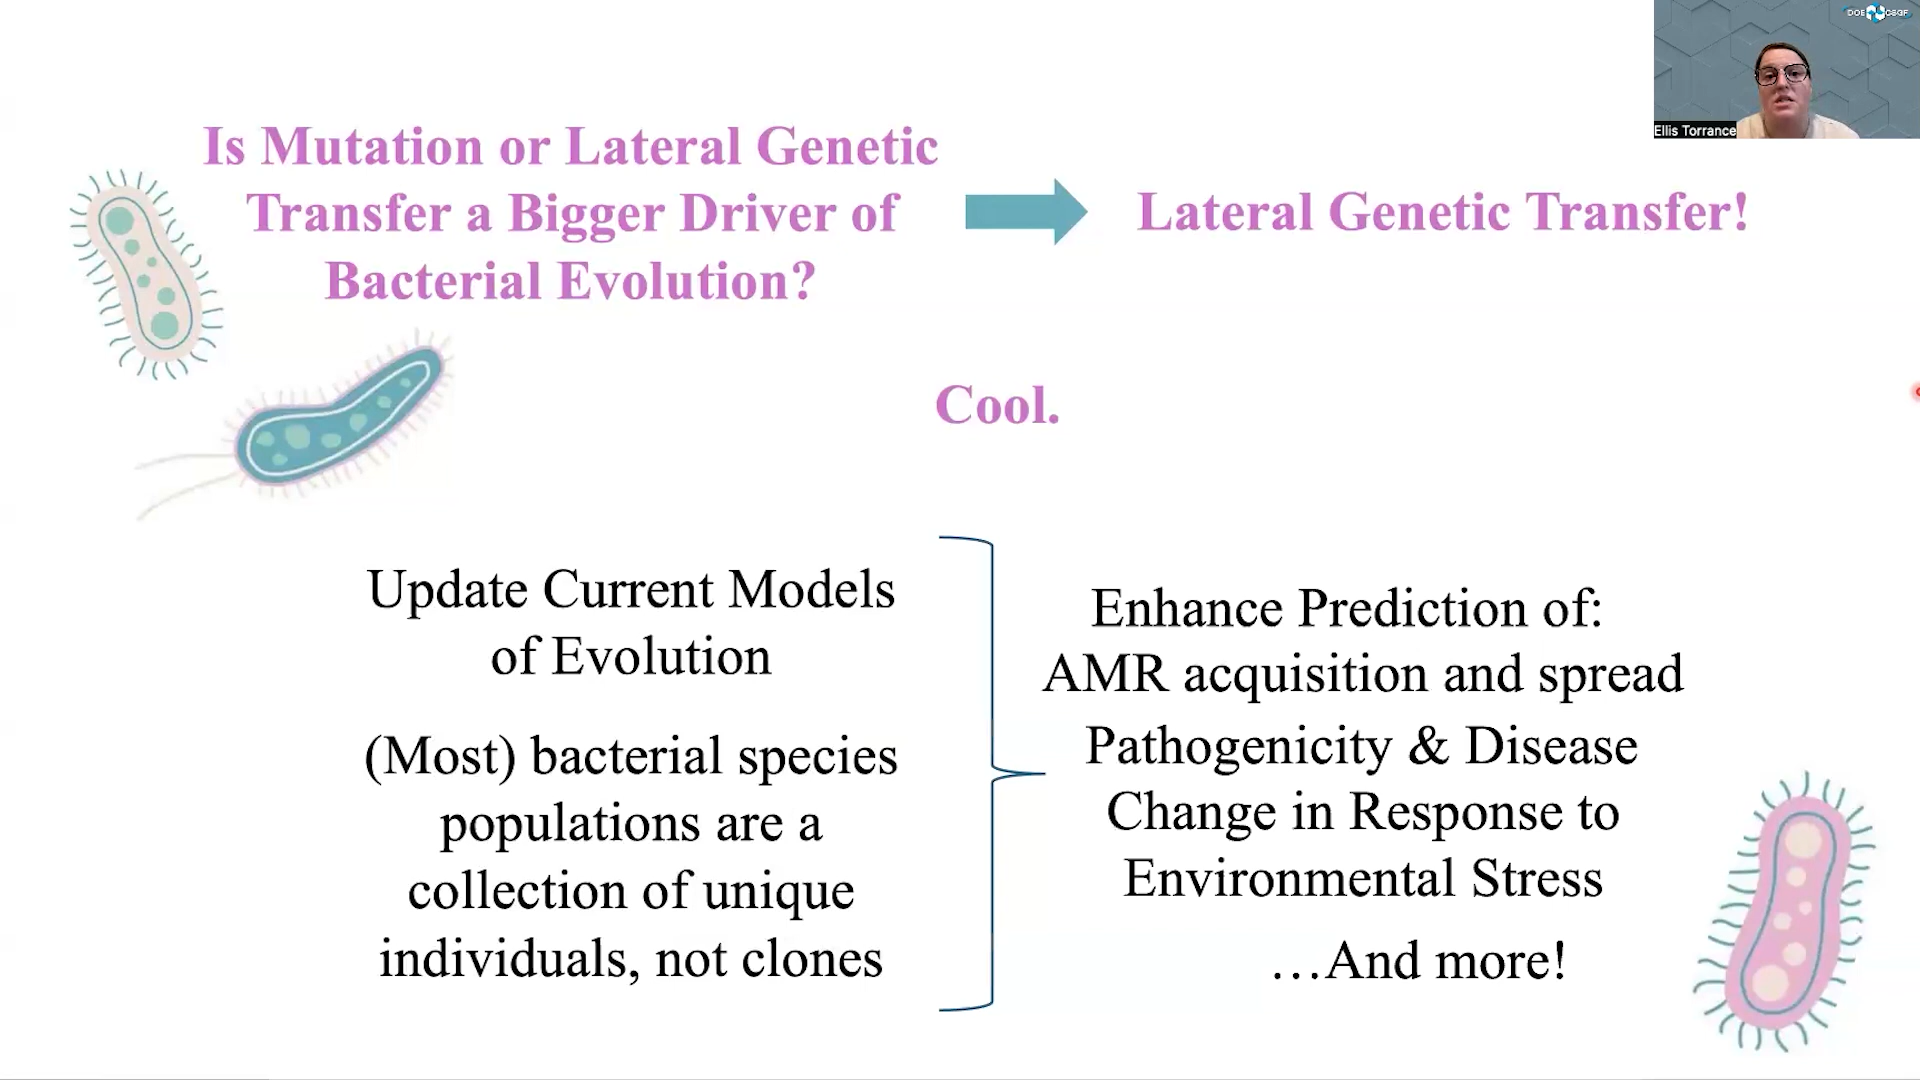 DOE CSGF
Ellis Torrance
Is Mutation or Lateral Genetic
Transfer a Bigger Driver of
Bacterial Evolution?
Lateral Genetic Transfer!
Cool.
Update Current Models
of Evolution
(Most) bacterial species
populations are a
collection of unique
individuals, not clones
Enhance Prediction of:
AMR acquisition and spread
Pathogenicity & Disease
Change in Response to
Environmental Stress
…And more!